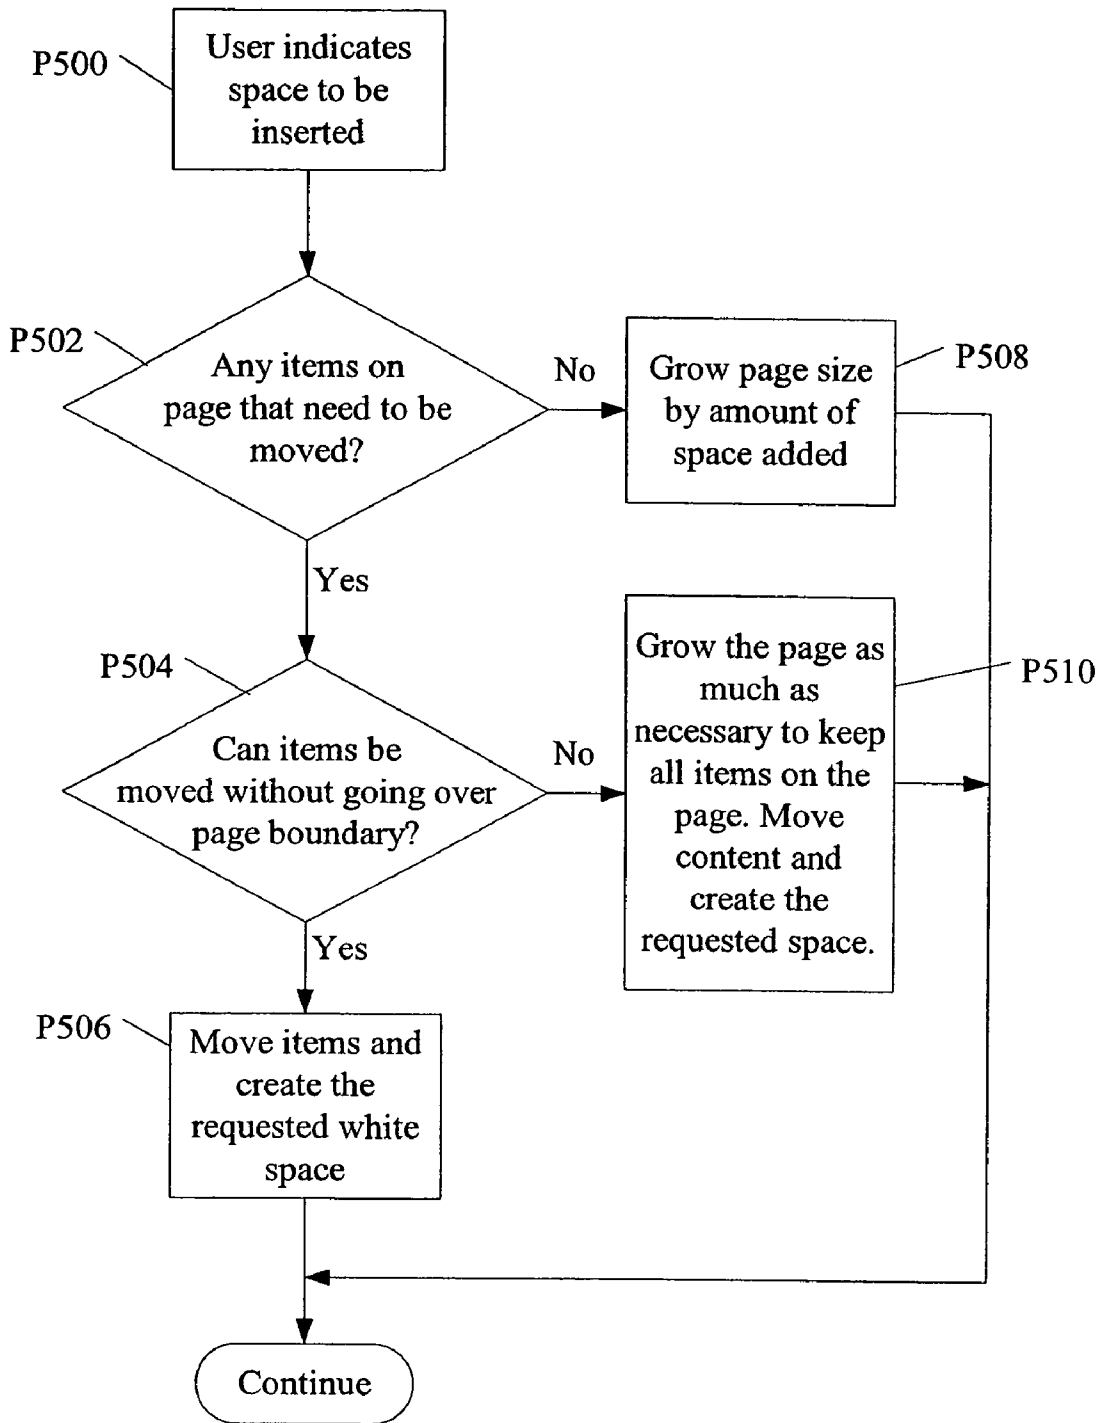 P500
User indicates
space to be
inserted
P502
Any items on
page that need to be
moved?
No
Grow page size
by amount of
space added
P508
Yes
P504
Can items be
moved without going over
page boundary?
No
Grow the page as
much as
necessary to keep
all items on the
page. Move
content and
create the
requested space.
P510
Yes
P506
Move items and
create the
requested white
space
Continue